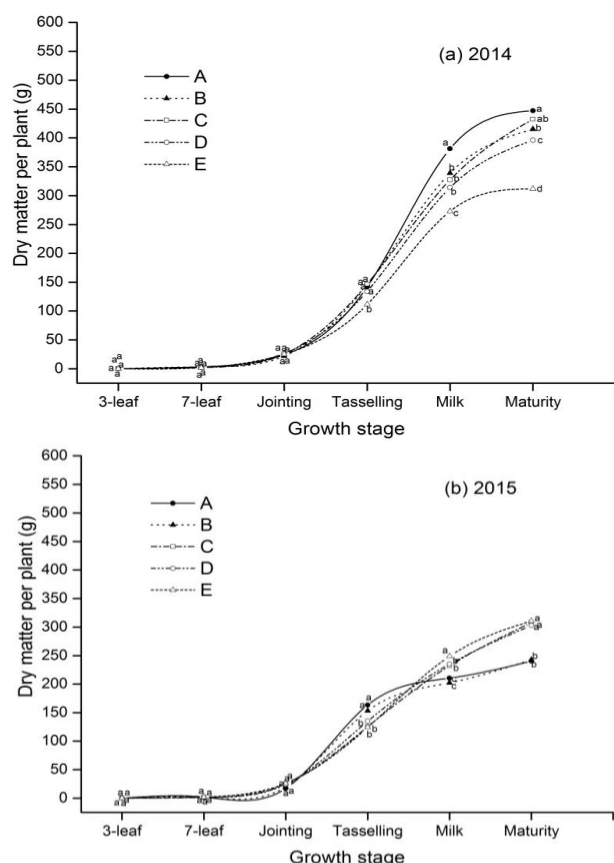 600
550
500
450
400
350
300
250
200
150
100
50
0
Dry matter per plant (g)
(a) 2014
A
B
C
D
E
a
a
ab
b
c
d
b
b
b
c
a
a
a
b
3-leaf 7-leaf Jointing Tasselling Milk Maturity
Growth stage
600
550
500
450
400
350
300
250
200
150
100
50
0
Dry matter per plant (g)
(b) 2015
A
B
C
D
E
a
a
a
b
b
a
b
b
c
a
a
b
b
b
3-leaf 7-leaf Jointing Tasselling Milk Maturity
Growth stage